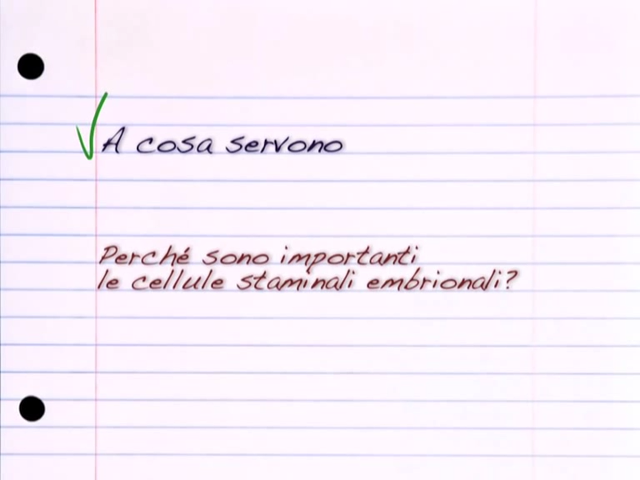 A cosa servono
Perché sono importanti
le cellule staminali embrionali?